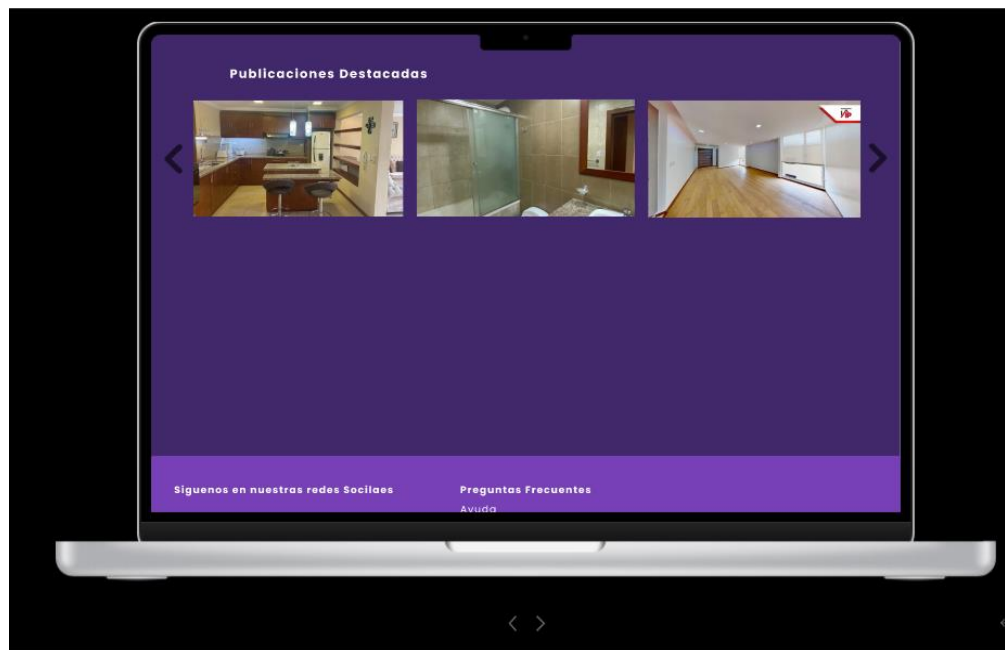 Publicaciones Destacadas
Siguenos en nuestras redes Socilaes
Preguntas Frecuentes
Ayuda